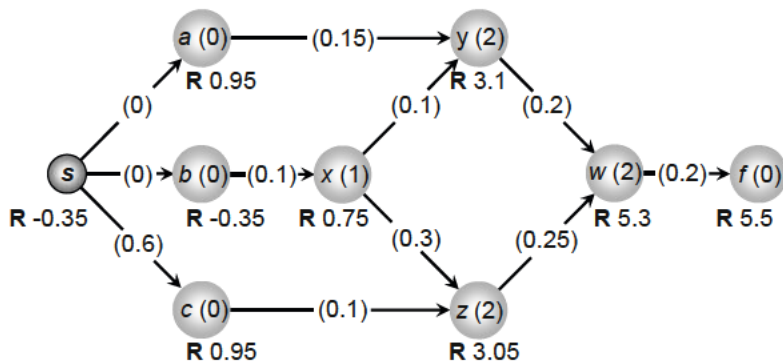 a (0)
(0.15)
y (2)
R 0.95
R 3.1
(0)
(0.1)
(0.2)
s
(0)
b (0)
(0.1)
x (1)
w (2)
(0.2)
f (0)
R -0.35
R -0.35
R 0.75
R 5.3
R 5.5
(0.6)
(0.3)
(0.25)
c (0)
(0.1)
z (2)
R 0.95
R 3.05